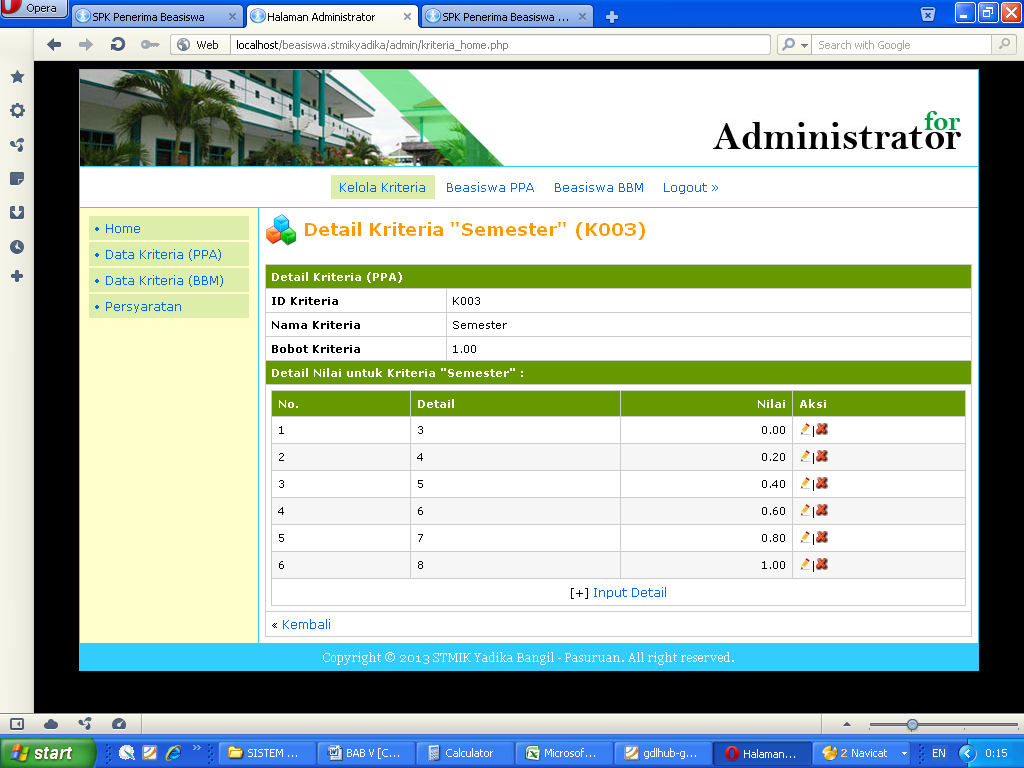 Opera
SPK Penerima Beasiswa
Halaman Administrator
SPK Penerima Beasiswa ...
Web
localhost/beasiswa.stmikyadika/admin/kriteria_home.php
Search with Google
for
Administrator
Kelola Kriteria
Beasiswa PPA
Beasiswa BBM
Logout »
• Home
• Data Kriteria (PPA)
• Data Kriteria (BBM)
• Persyaratan
Detail Kriteria "Semester" (K003)
Detail Kriteria (PPA)
ID Kriteria K003
Nama Kriteria Semester
Bobot Kriteria 1.00
Detail Nilai untuk Kriteria "Semester" :
No. Detail Nilai Aksi
1 3 0.00 |
2 4 0.20 |
3 5 0.40 |
4 6 0.60 |
5 7 0.80 |
6 8 1.00 |
[+] Input Detail
« Kembali
Copyright © 2013 STMIK Yadika Bangil - Pasuruan. All right reserved.
start
»
SISTEM ...
BAB V [C...
Calculator
Microsof...
gdlhub-g...
Halaman...
2 Navicat
EN
0:15